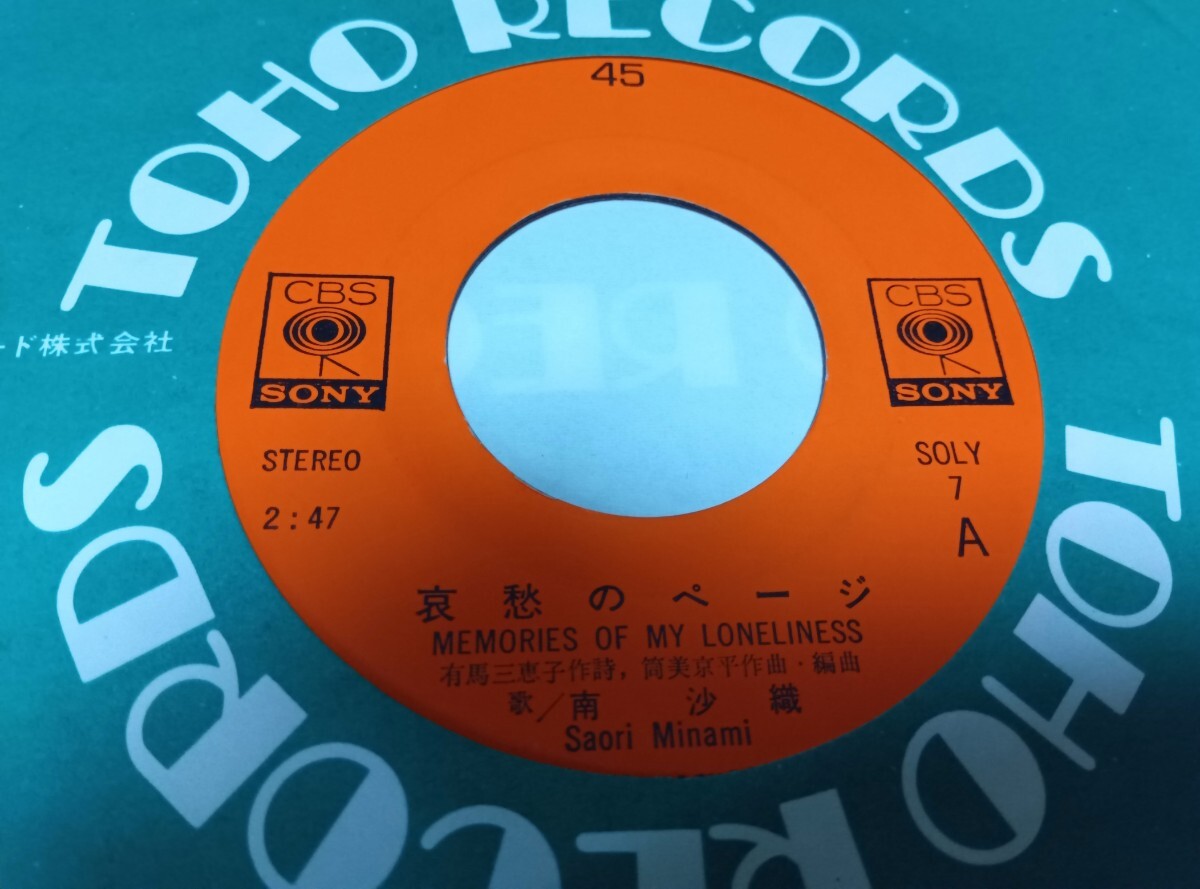 TOHO RECORDS
TOHO RECORDS
ード株式会社
45
CBS
SONY
CBS
SONY
STEREO
2:47
SOLY
7
A
哀愁のページ
MEMORIES OF MY LONELINESS
有馬三恵子作詩,筒美京平作曲・編曲
歌/南 沙織
Saori Minami